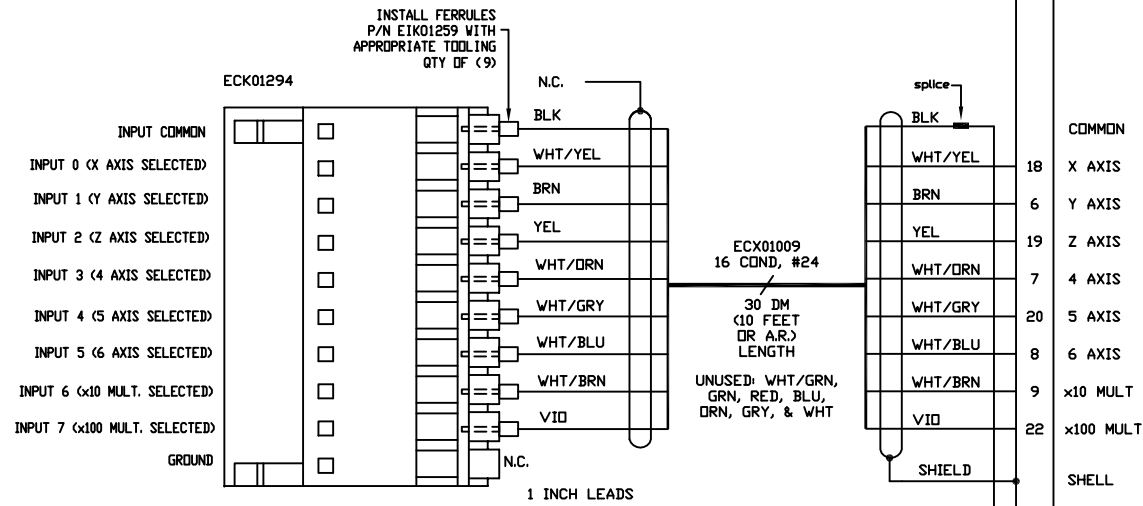 INSTALL FERRULES
P/N EIK01259 WITH
APPROPRIATE TOOLING
QTY OF (9)
ECK01294
N.C.
splice
INPUT COMMON
BLK
BLK
COMMON
INPUT 0 (X AXIS SELECTED)
WHT/YEL
WHT/YEL
18
X AXIS
INPUT 1 (Y AXIS SELECTED)
BRN
BRN
6
Y AXIS
INPUT 2 (Z AXIS SELECTED)
YEL
YEL
19
Z AXIS
INPUT 3 (4 AXIS SELECTED)
WHT/ORN
WHT/ORN
7
4 AXIS
INPUT 4 (5 AXIS SELECTED)
WHT/GRY
WHT/GRY
20
5 AXIS
INPUT 5 (6 AXIS SELECTED)
WHT/BLU
WHT/BLU
8
6 AXIS
INPUT 6 (x10 MULT. SELECTED)
WHT/BRN
WHT/BRN
9
x10 MULT
INPUT 7 (x100 MULT. SELECTED)
VIO
VIO
22
x100 MULT
GROUND
N.C.
SHIELD
SHELL
1 INCH LEADS
ECX01009
16 COND, #24
30 DM
(10 FEET
OR A.R.)
LENGTH
UNUSED: WHT/GRN,
GRN, RED, BLU,
ORN, GRY, & WHT